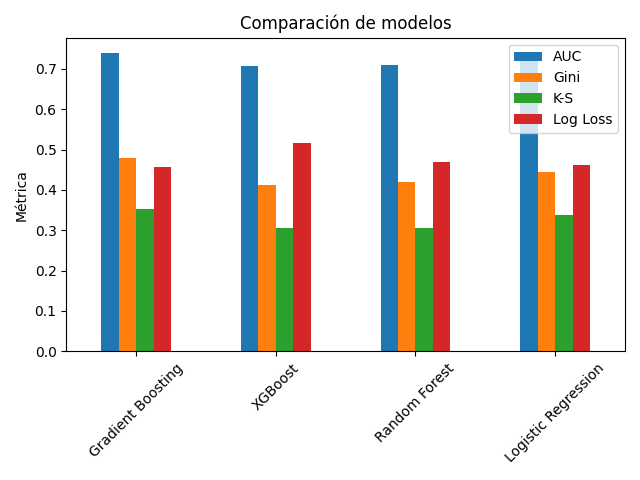 Comparación de modelos
AUC
Gini
K-S
Log Loss
Métrica
0.7
0.6
0.5
0.4
0.3
0.2
0.1
0.0
Gradient Boosting
XGBoost
Random Forest
Logistic Regression